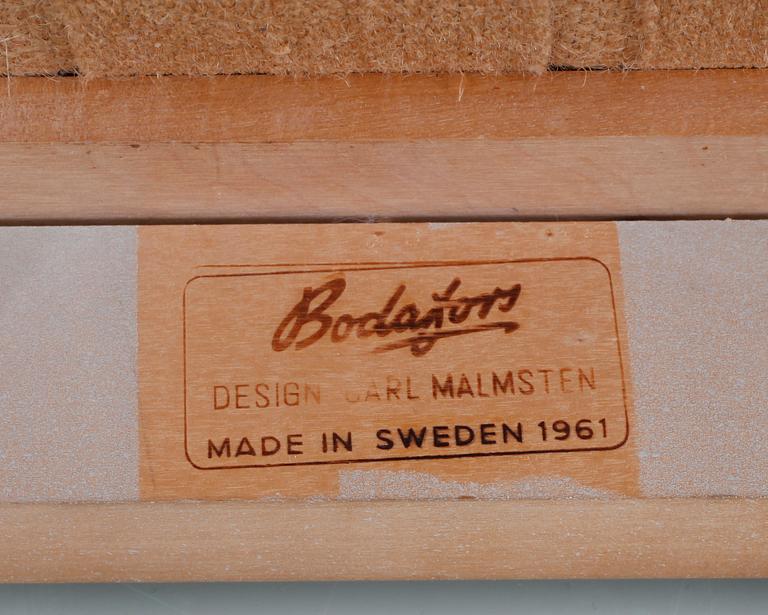 Bodafors
DESIGN CARL MALMSTEN
MADE IN SWEDEN 1961